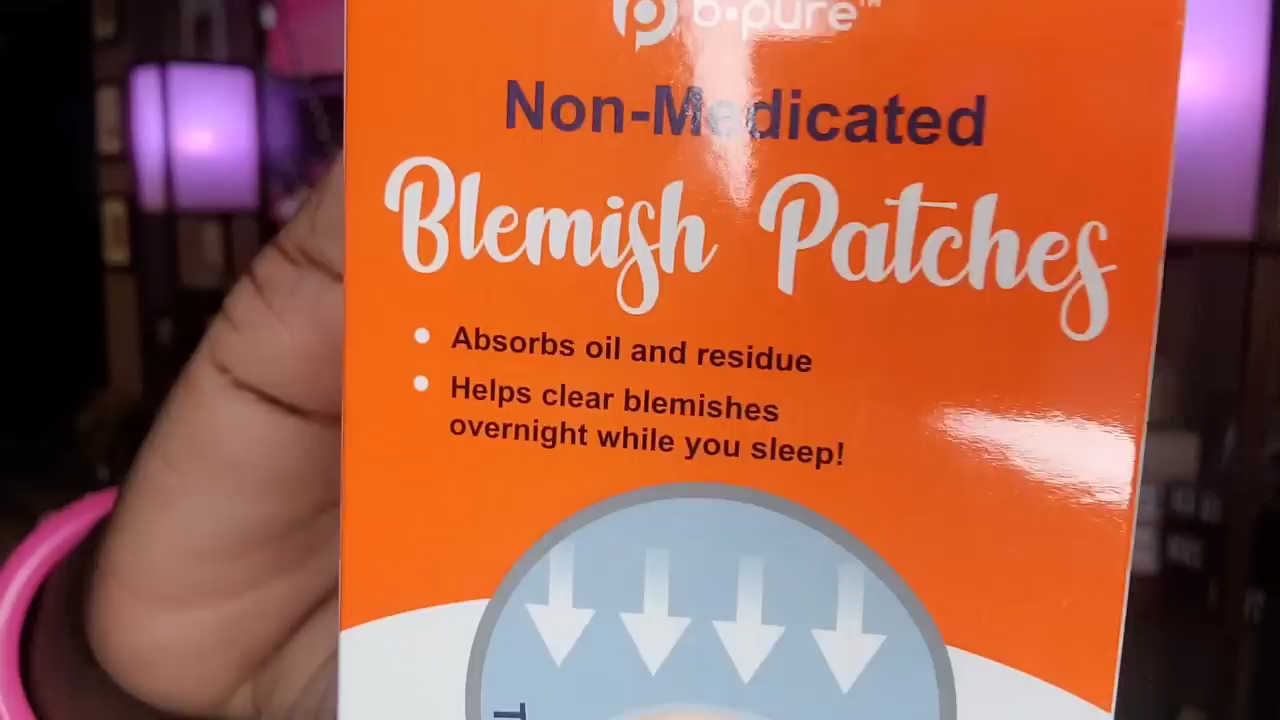 b•pure™
Non-Medicated
Blemish Patches
• Absorbs oil and residue
• Helps clear blemishes
overnight while you sleep!
T